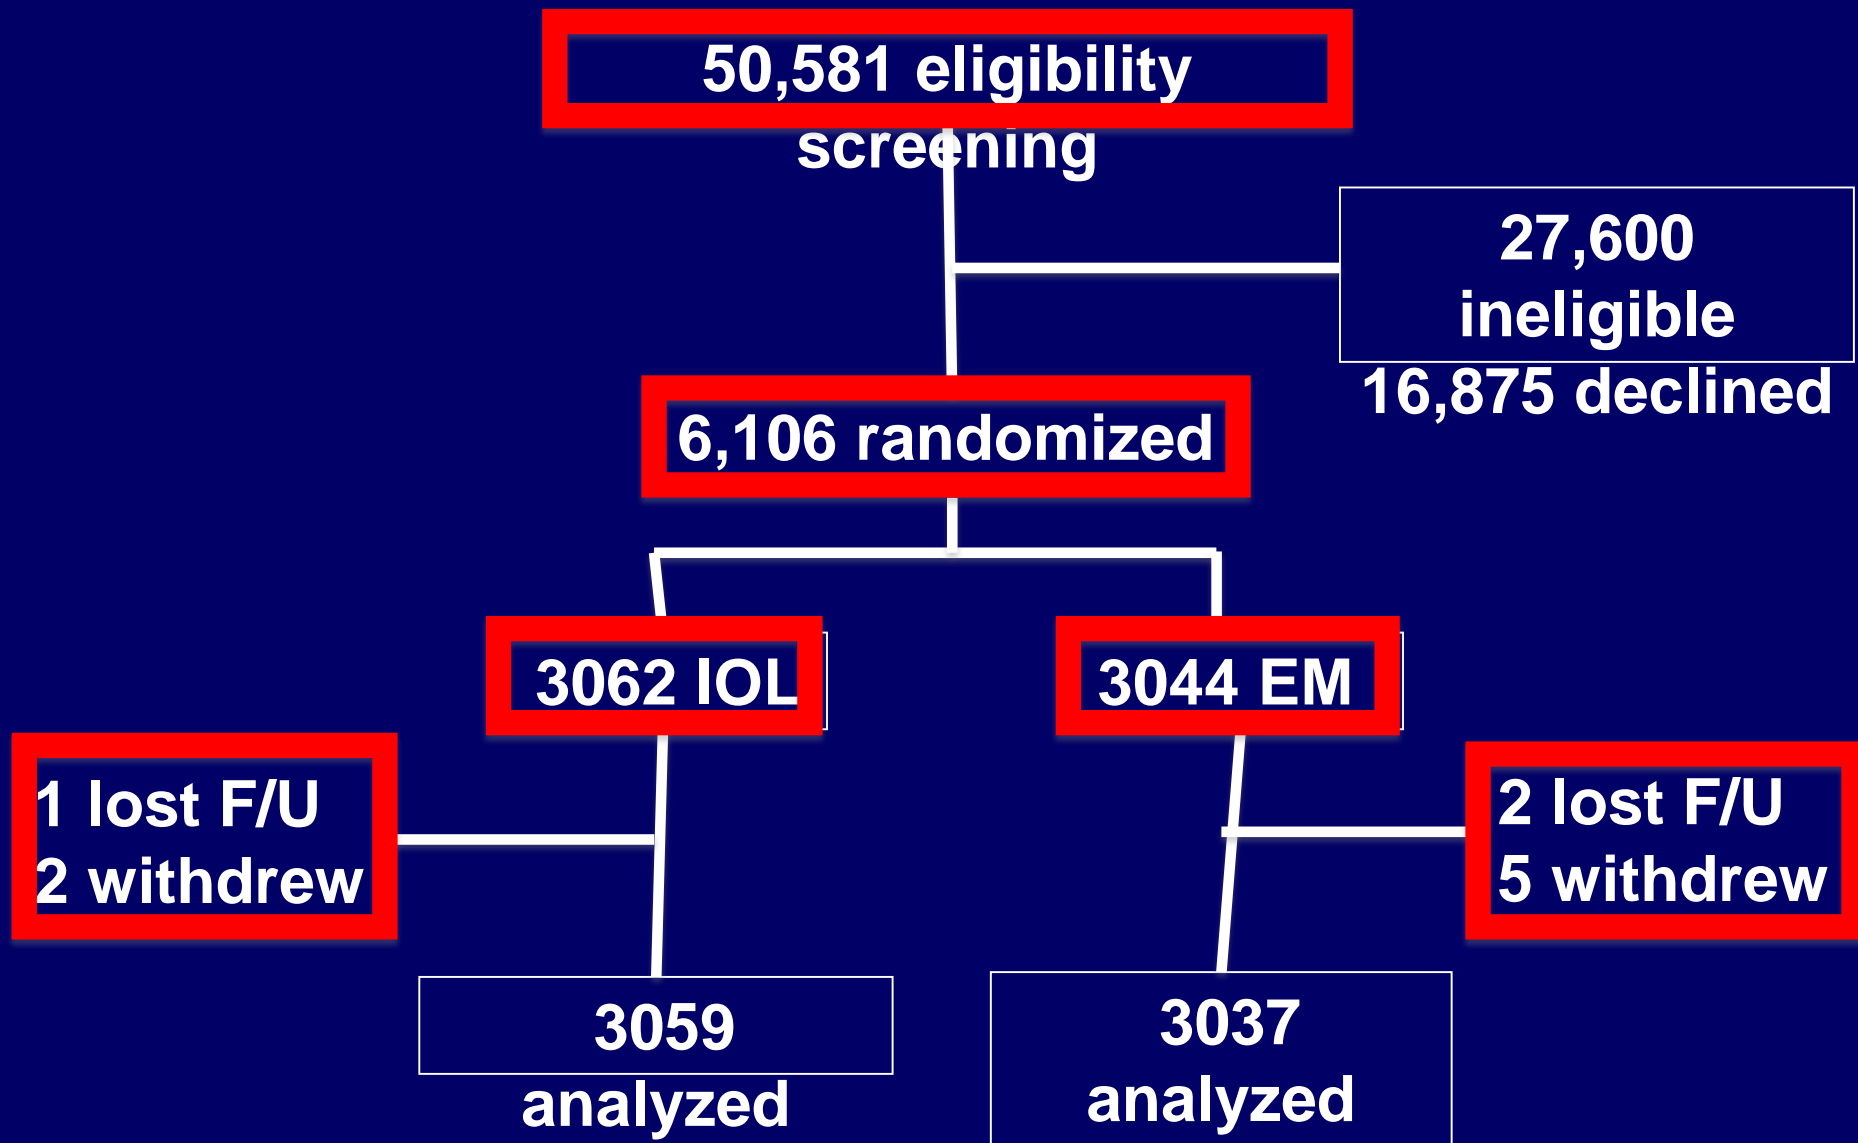 50,581 eligibility
screening
27,600
ineligible
16,875 declined
6,106 randomized
3062 IOL
3044 EM
1 lost F/U
2 withdrew
2 lost F/U
5 withdrew
3059
analyzed
3037
analyzed